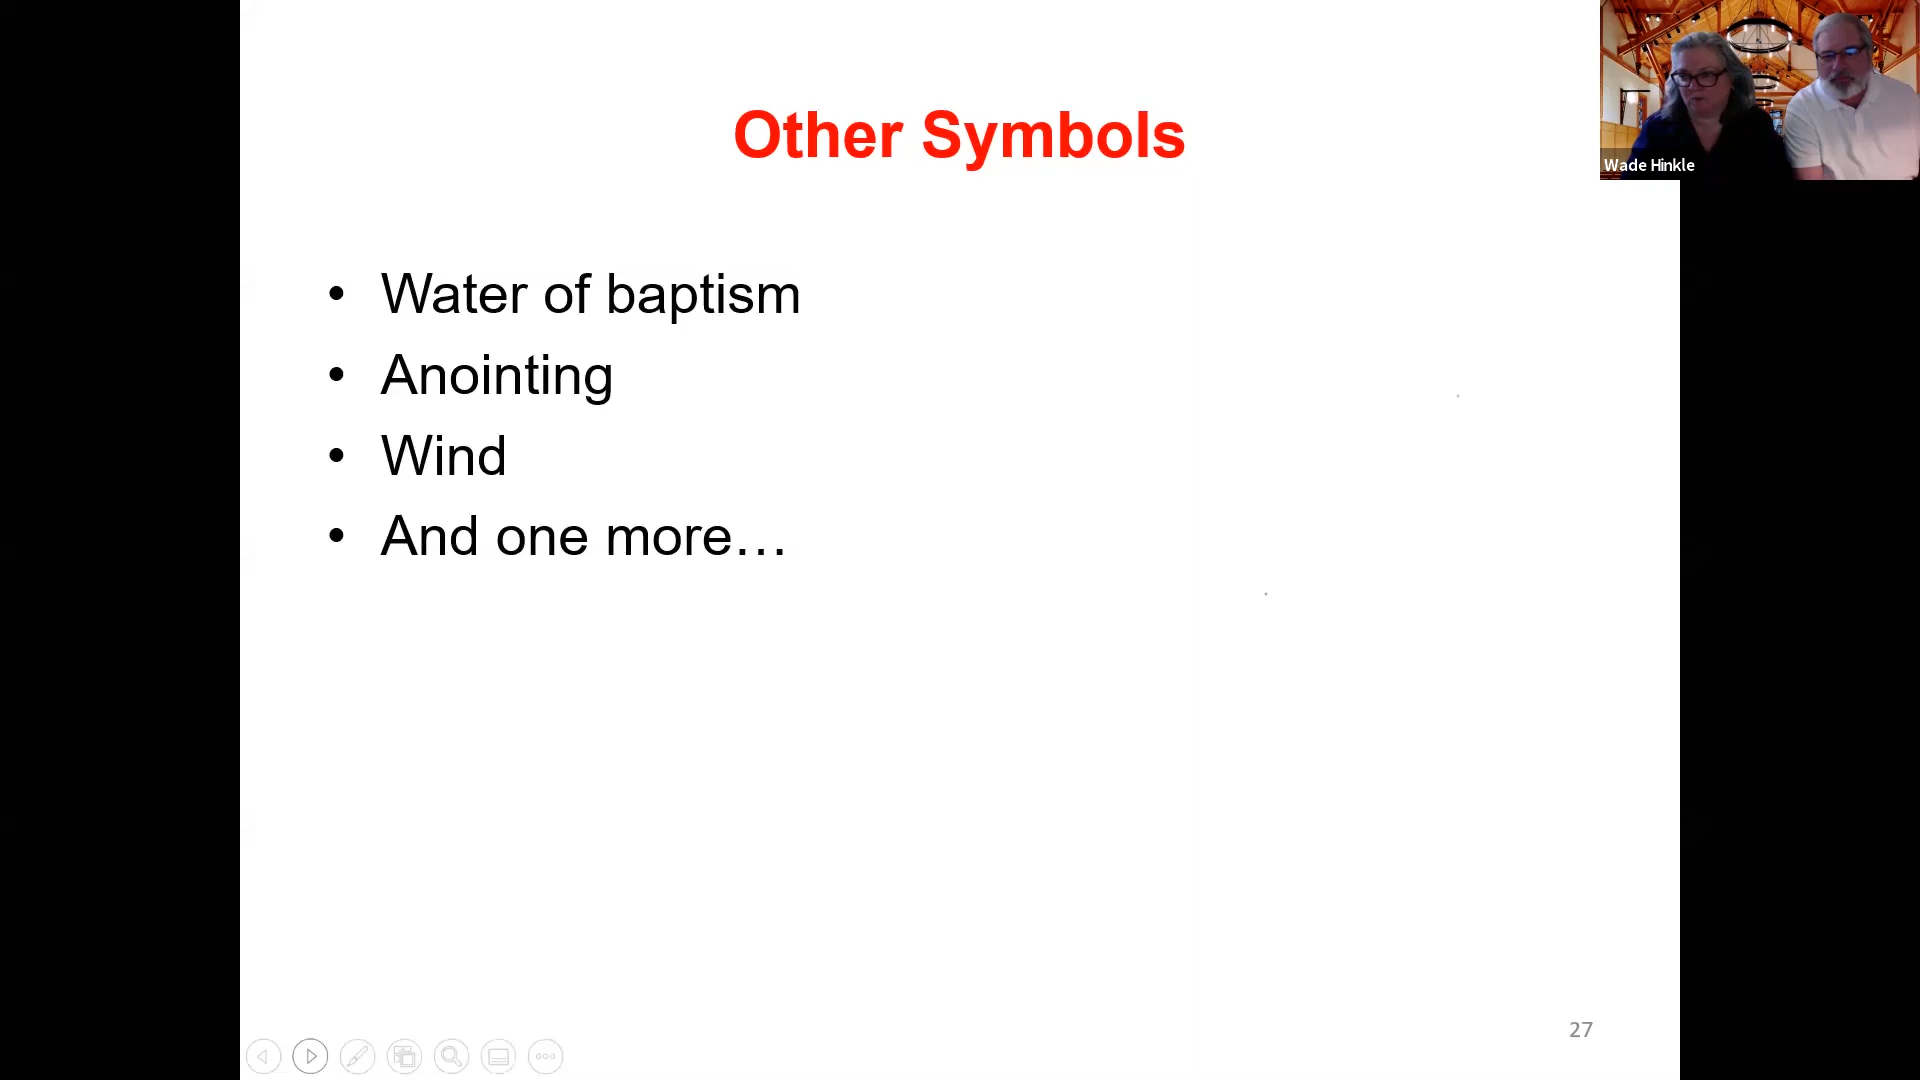 Other Symbols
Wade Hinkle
• Water of baptism
• Anointing
• Wind
• And one more…
27